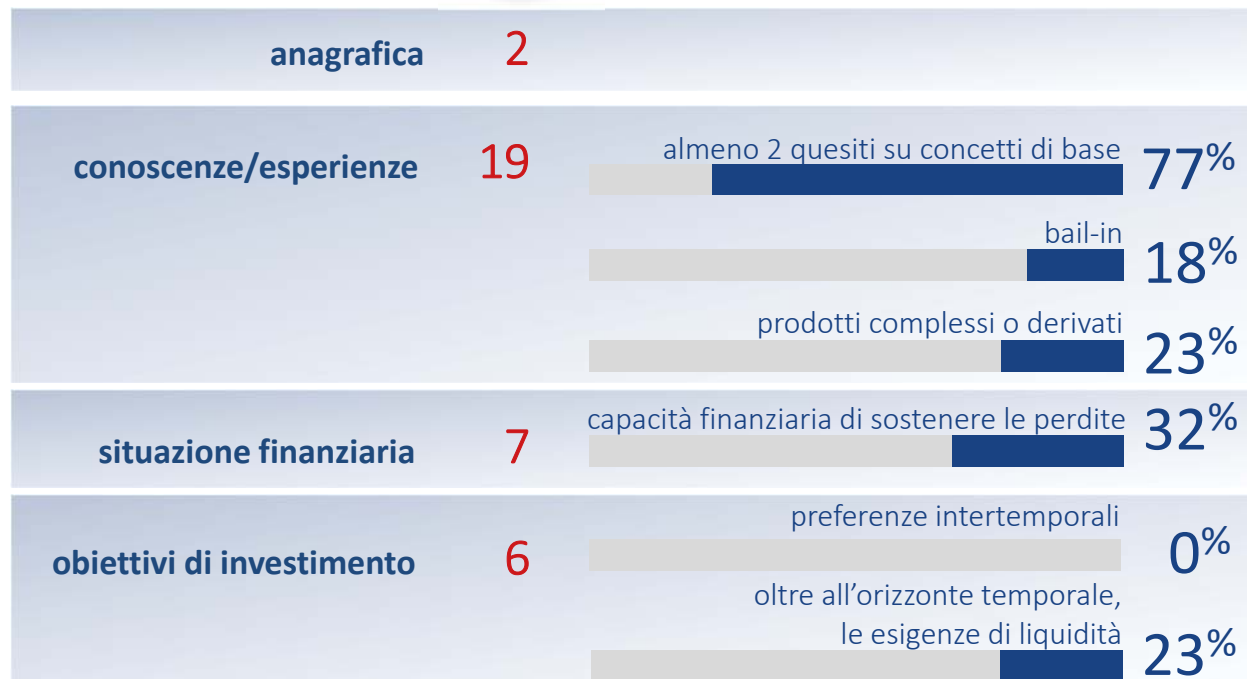 anagrafica 2
conoscenze/esperienze 19
almeno 2 quesiti su concetti di base 77%
bail-in 18%
prodotti complessi o derivati 23%
situazione finanziaria 7
capacità finanziaria di sostenere le perdite 32%
obiettivi di investimento 6
preferenze intertemporali 0%
oltre all’orizzonte temporale,
le esigenze di liquidità 23%